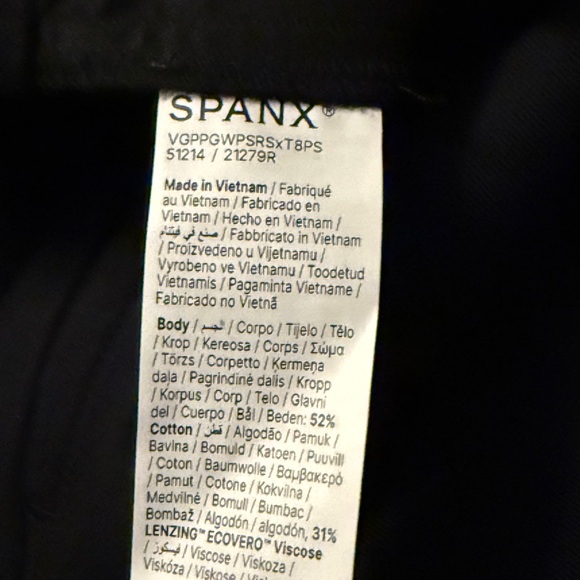 SPANX®
VGPPGWPSRSxT8PS
51214 / 21279R
Made in Vietnam / Fabriqué
au Vietnam / Fabricado en
Vietnam / Hecho en Vietnam /
صنع في فيتنام / Fabbricato in Vietnam
/ Proizvedeno u Vijetnamu /
Vyrobeno ve Vietnamu / Toodetud
Vietnamis / Pagaminta Vietname /
Fabricado no Vietnã
Body / الجسم / Corpo / Tijelo / Tělo
/ Krop / Kereosa / Corps / Σώμα
/ Törzs / Corpetto / Ķermeņa
daļa / Pagrindinė dalis / Kropp
/ Korpus / Corp / Telo / Glavni
del / Cuerpo / Bål / Beden: 52%
Cotton / قطن / Algodão / Pamuk /
Bavlna / Bomuld / Katoen / Puuvill
/ Coton / Baumwolle / Βαμβακερό
/ Pamut / Cotone / Kokvilna /
Medvilnė / Bomull / Bumbac /
Bombaž / Algodón / algodón, 31%
LENZING™ ECOVERO™ Viscose
/ فيسكوز / Viscose / Viskoza /
Viskóza / Viskose /